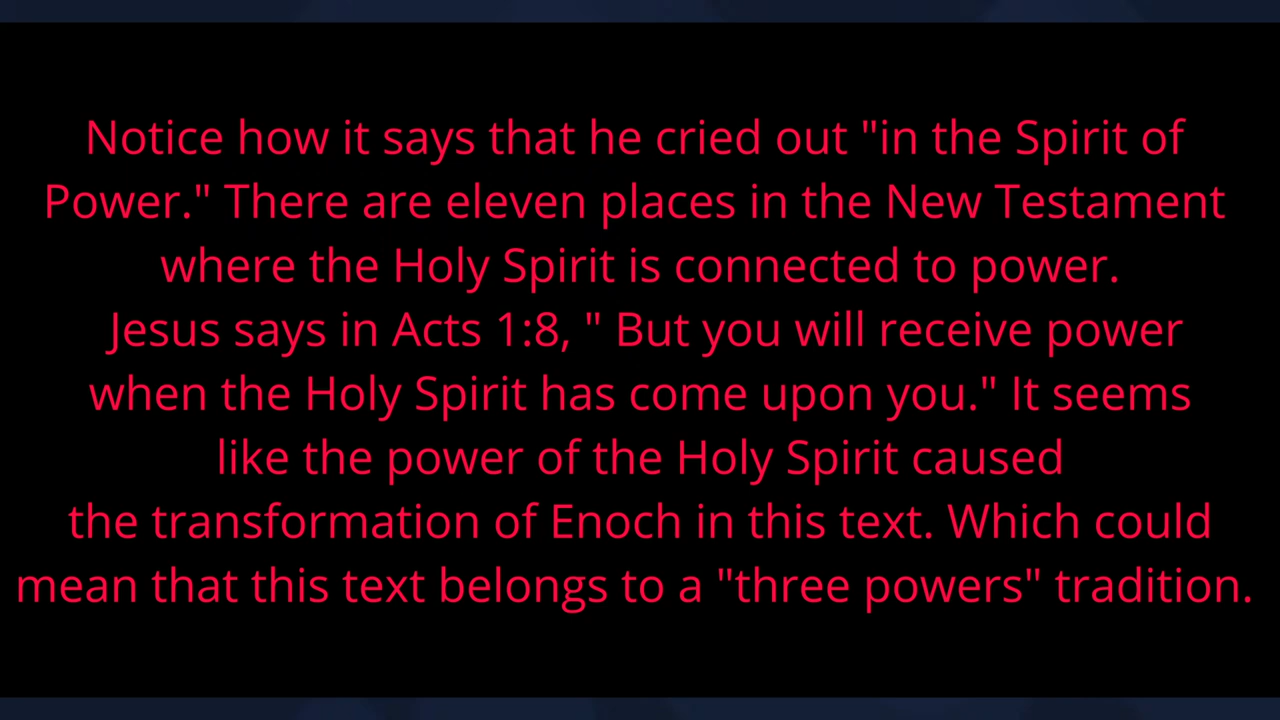 Notice how it says that he cried out "in the Spirit of
Power." There are eleven places in the New Testament
where the Holy Spirit is connected to power.
Jesus says in Acts 1:8, " But you will receive power
when the Holy Spirit has come upon you." It seems
like the power of the Holy Spirit caused
the transformation of Enoch in this text. Which could
mean that this text belongs to a "three powers" tradition.